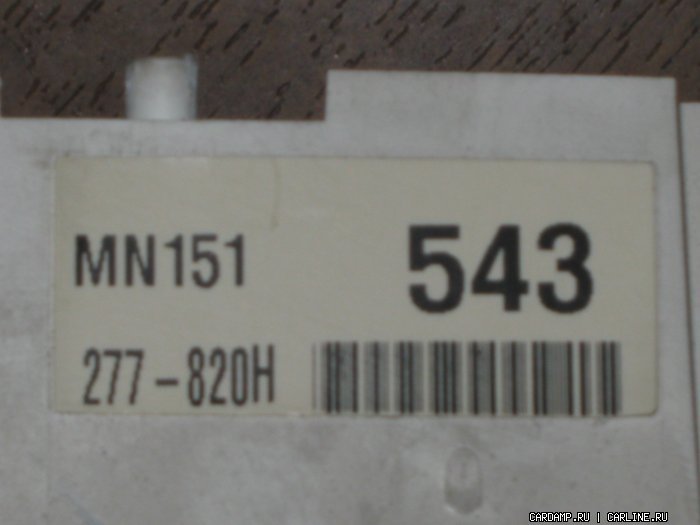 MN151 543
277-820H
CARDAMP.RU | CARLINE.RU